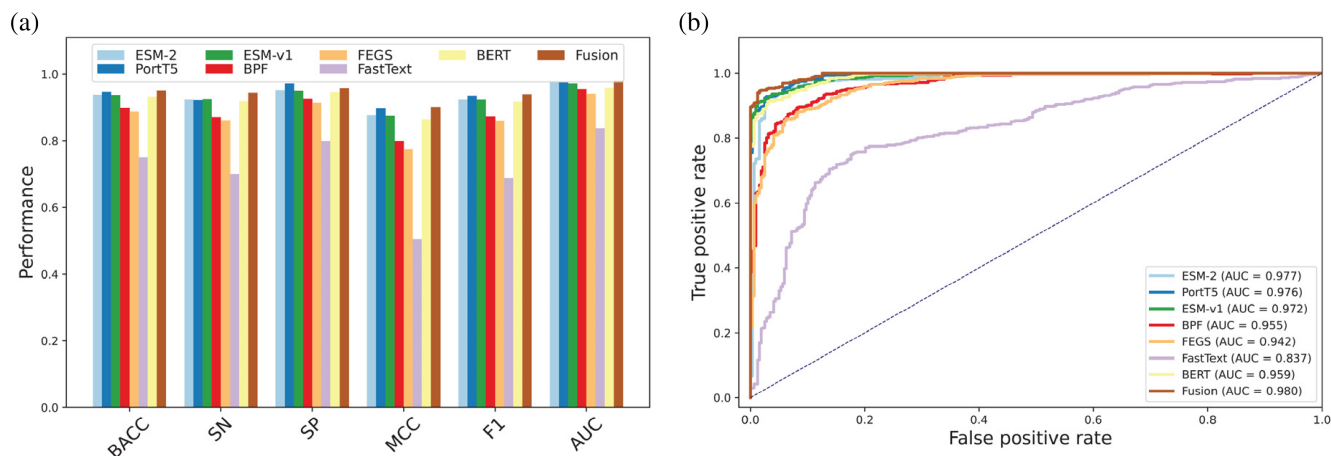 (a)
ESM-2 ESM-v1 FEGS BERT Fusion
PortT5 BPF FastText
1.0
0.8
0.6
0.4
0.2
0.0
Performance
BACC SN SP MCC F1 AUC
(b)
1.0
0.8
0.6
0.4
0.2
0.0
True positive rate
ESM-2 (AUC = 0.977)
PortT5 (AUC = 0.976)
ESM-v1 (AUC = 0.972)
BPF (AUC = 0.955)
FEGS (AUC = 0.942)
FastText (AUC = 0.837)
BERT (AUC = 0.959)
Fusion (AUC = 0.980)
0.0 0.2 0.4 0.6 0.8 1.0
False positive rate